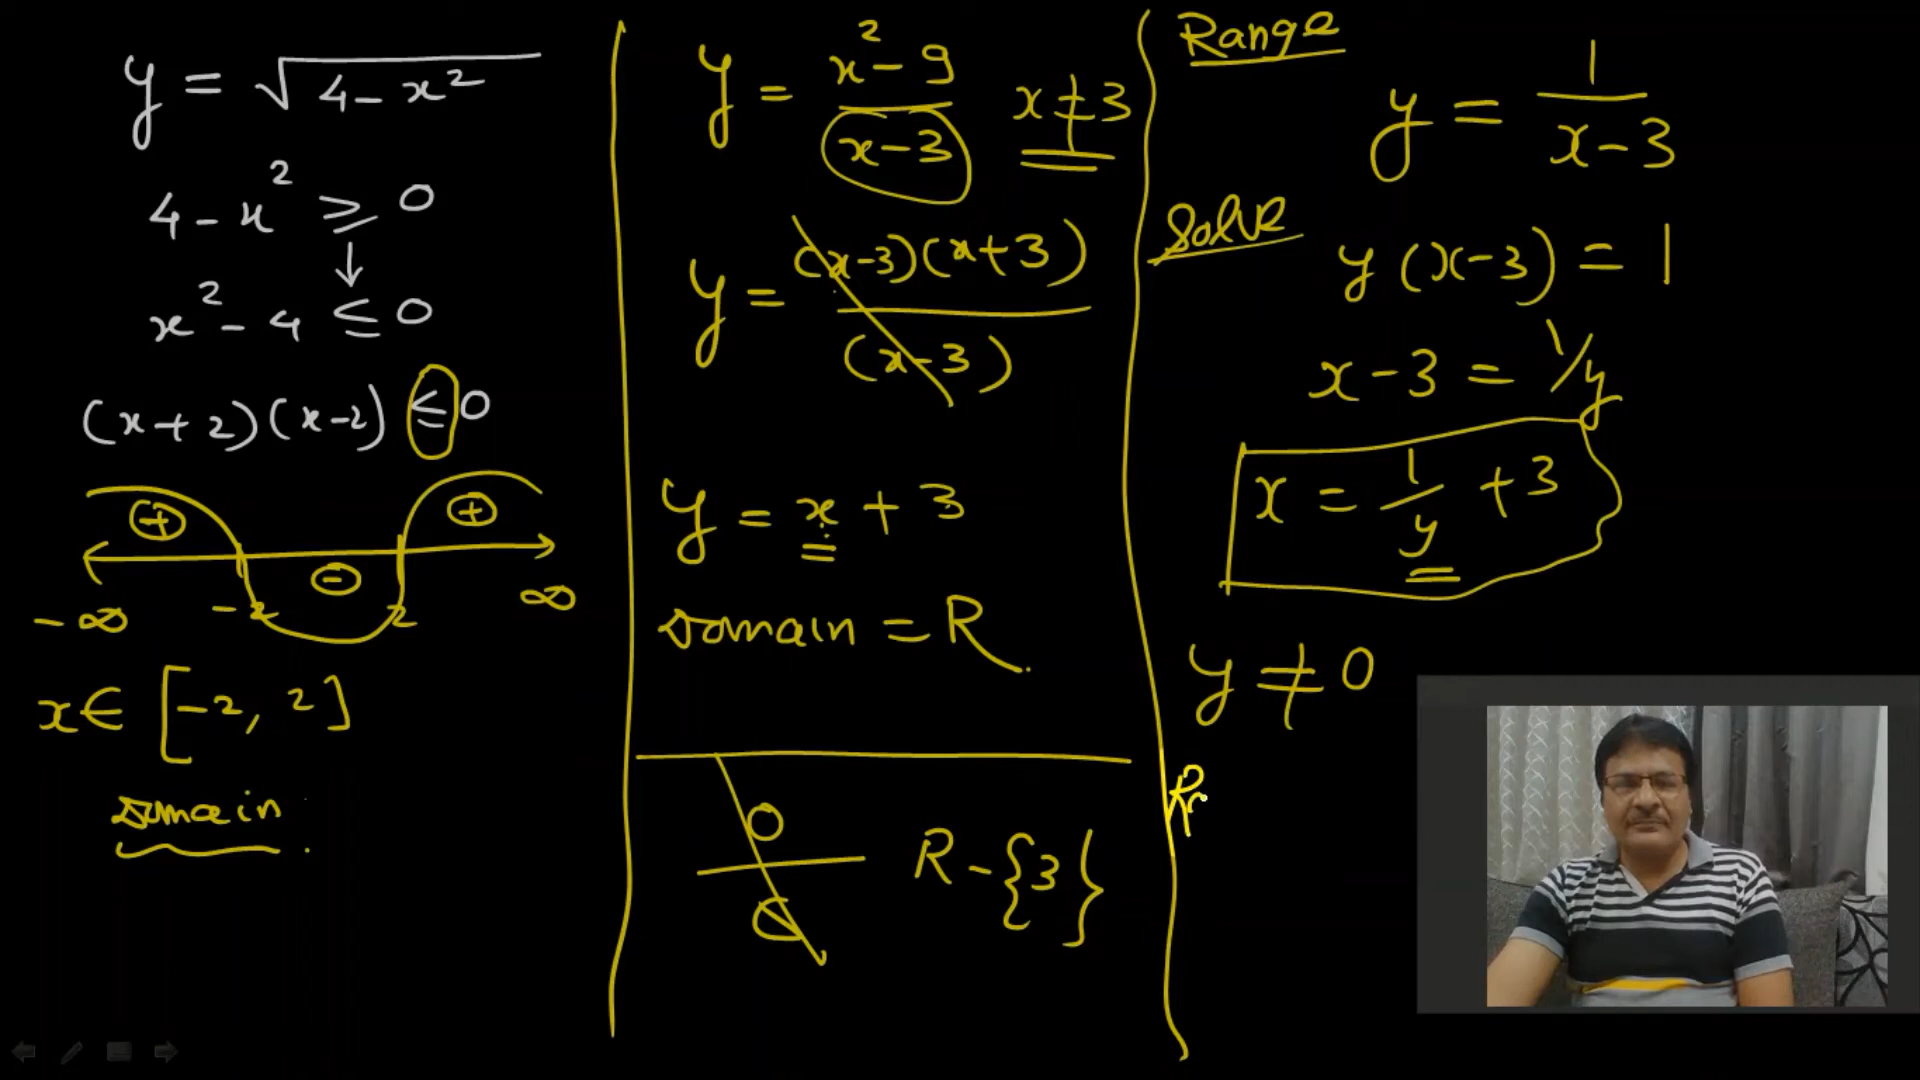 y = √4-x²
4-x² ≥ 0
↓
x²-4 ≤ 0
(x+2)(x-2) ≤ 0
+ - +
-∞ -2 2 ∞
x ∈ [-2, 2]
Domain.
y = x²-9 / x-3 x≠3
y = (x-3)(x+3) / (x-3)
y = x + 3
Domain = R.
0
R-{3}
Range
y = 1 / x-3
Solve
y(x-3) = 1
x-3 = 1/y
x = 1/y + 3
y ≠ 0